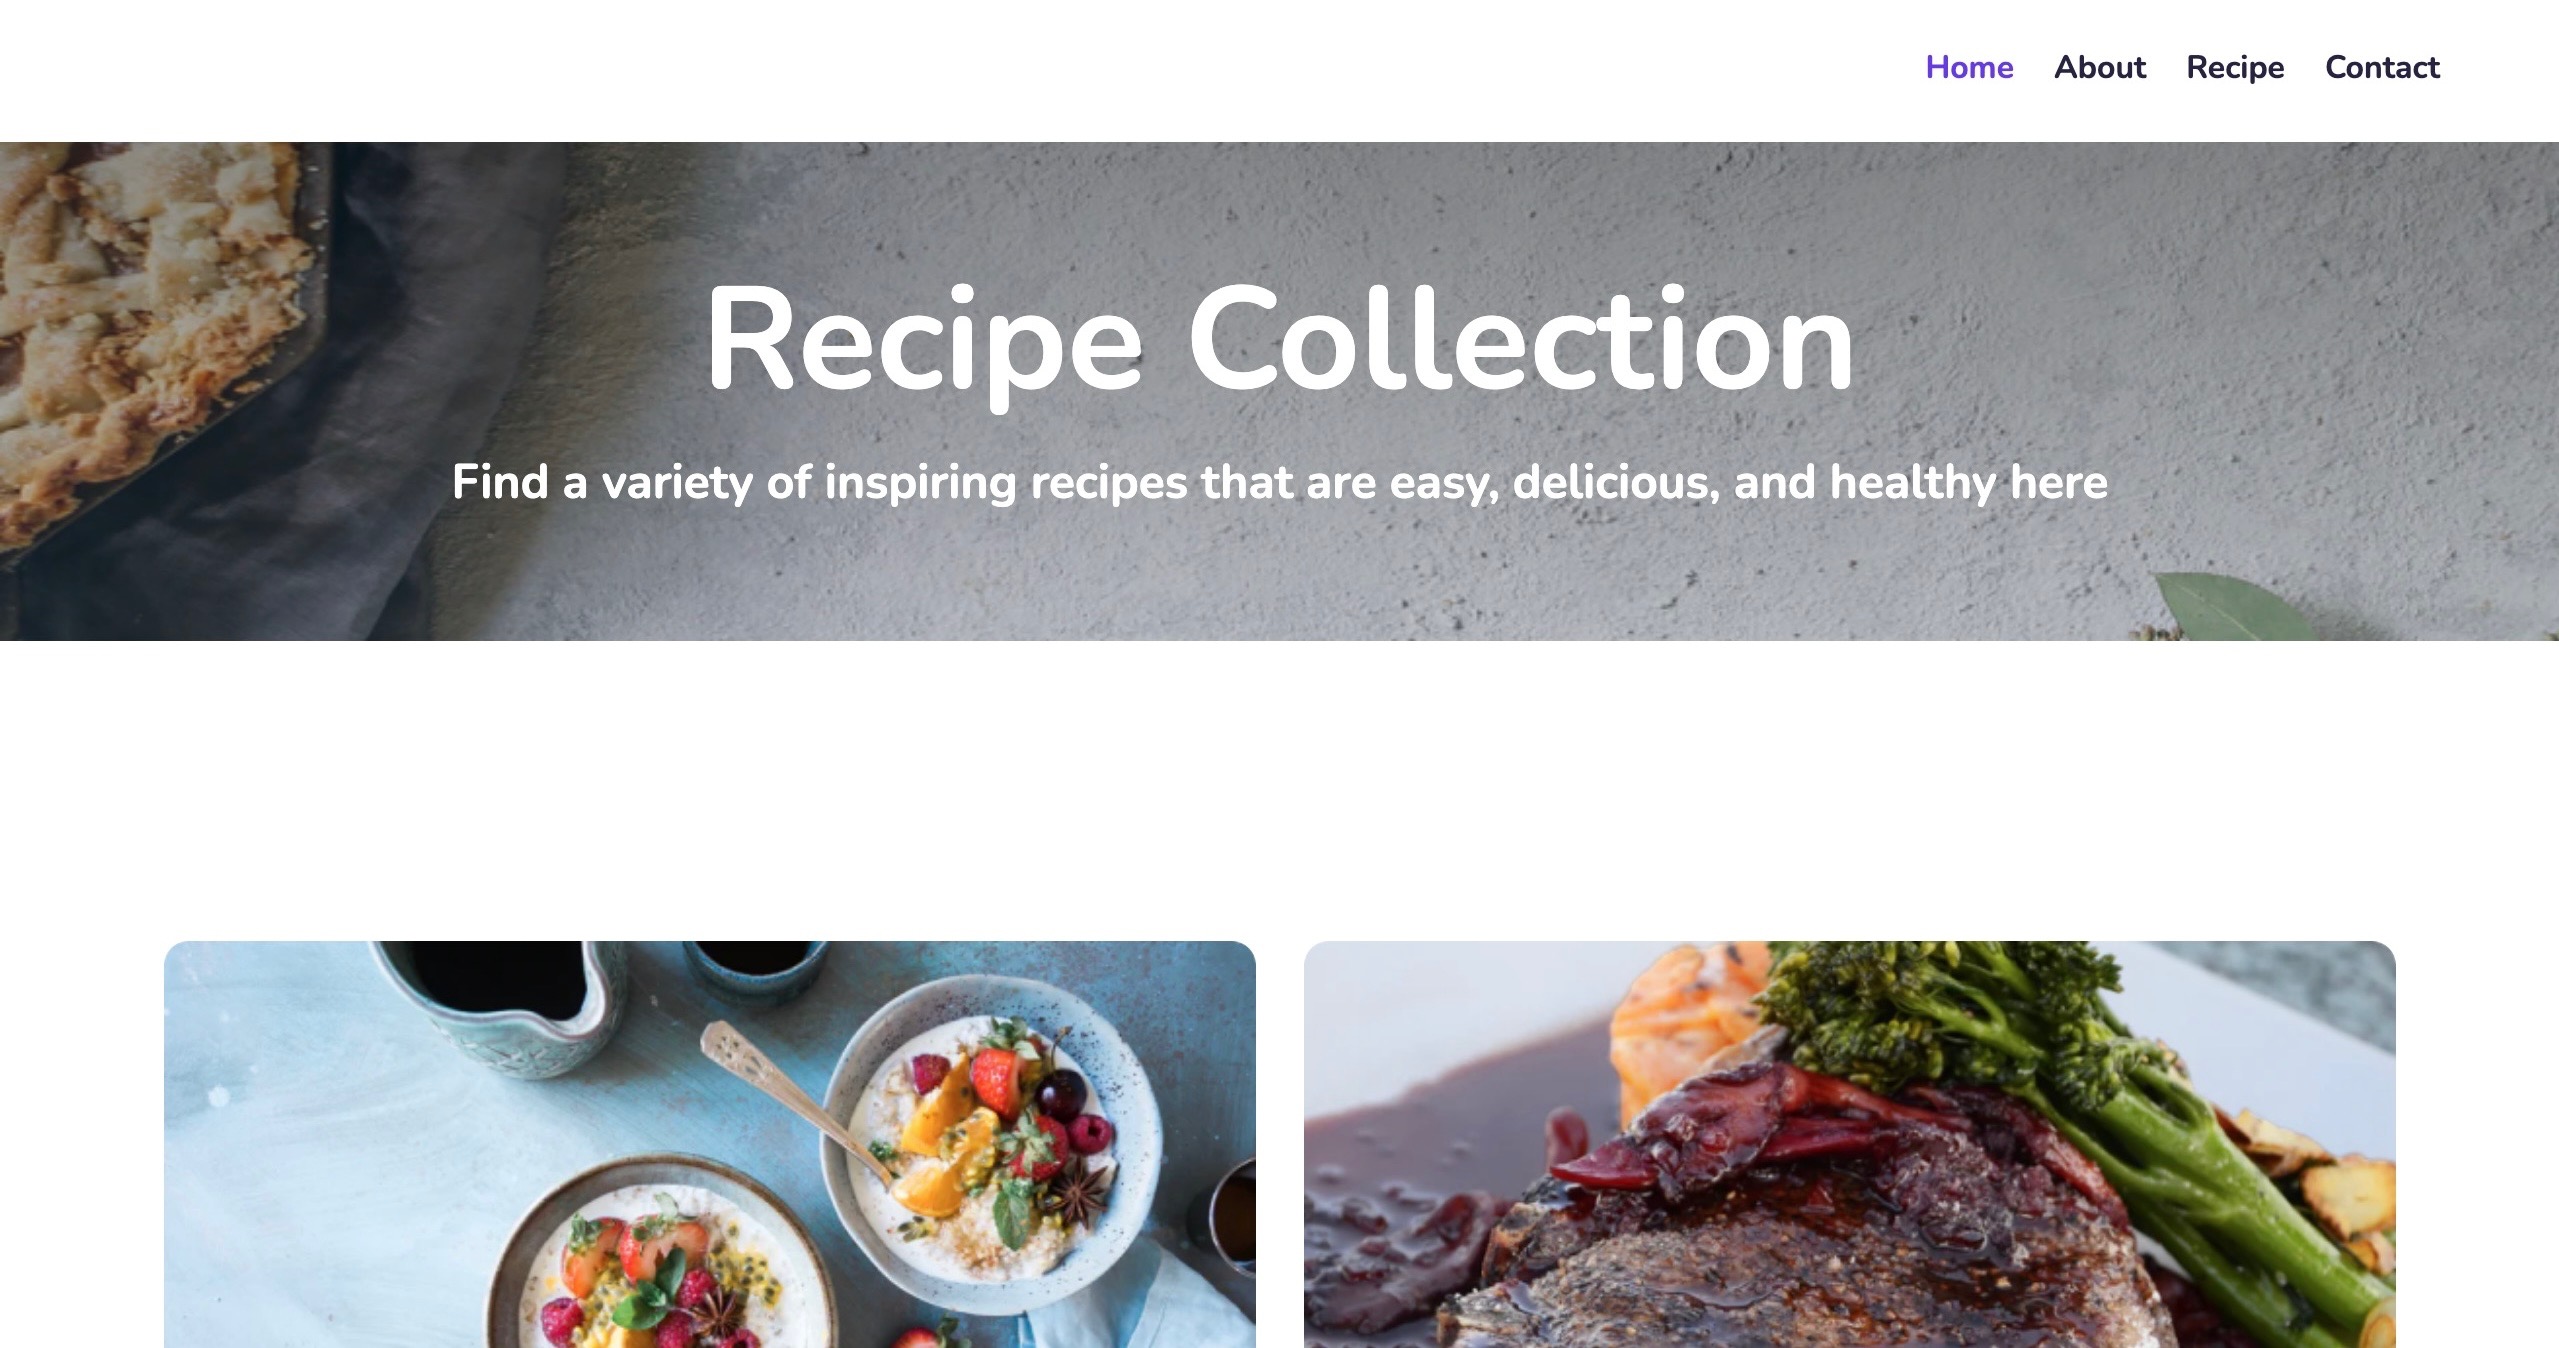 Home About Recipe Contact
Recipe Collection
Find a variety of inspiring recipes that are easy, delicious, and healthy here